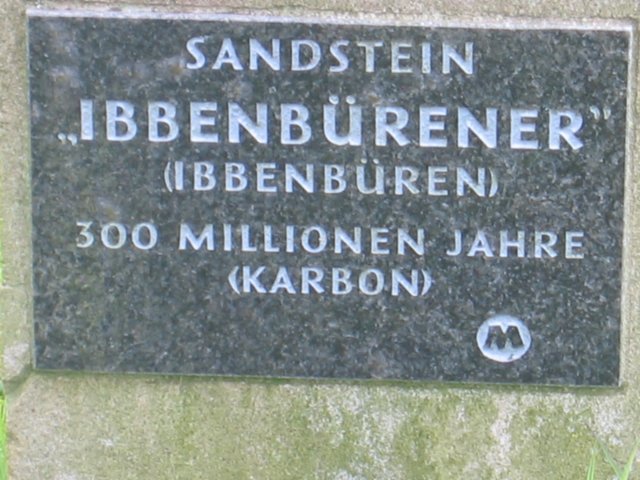 SANDSTEIN
„IBBENBÜRENER"
(IBBENBÜREN)
300 MILLIONEN JAHRE
(KARBON)
M